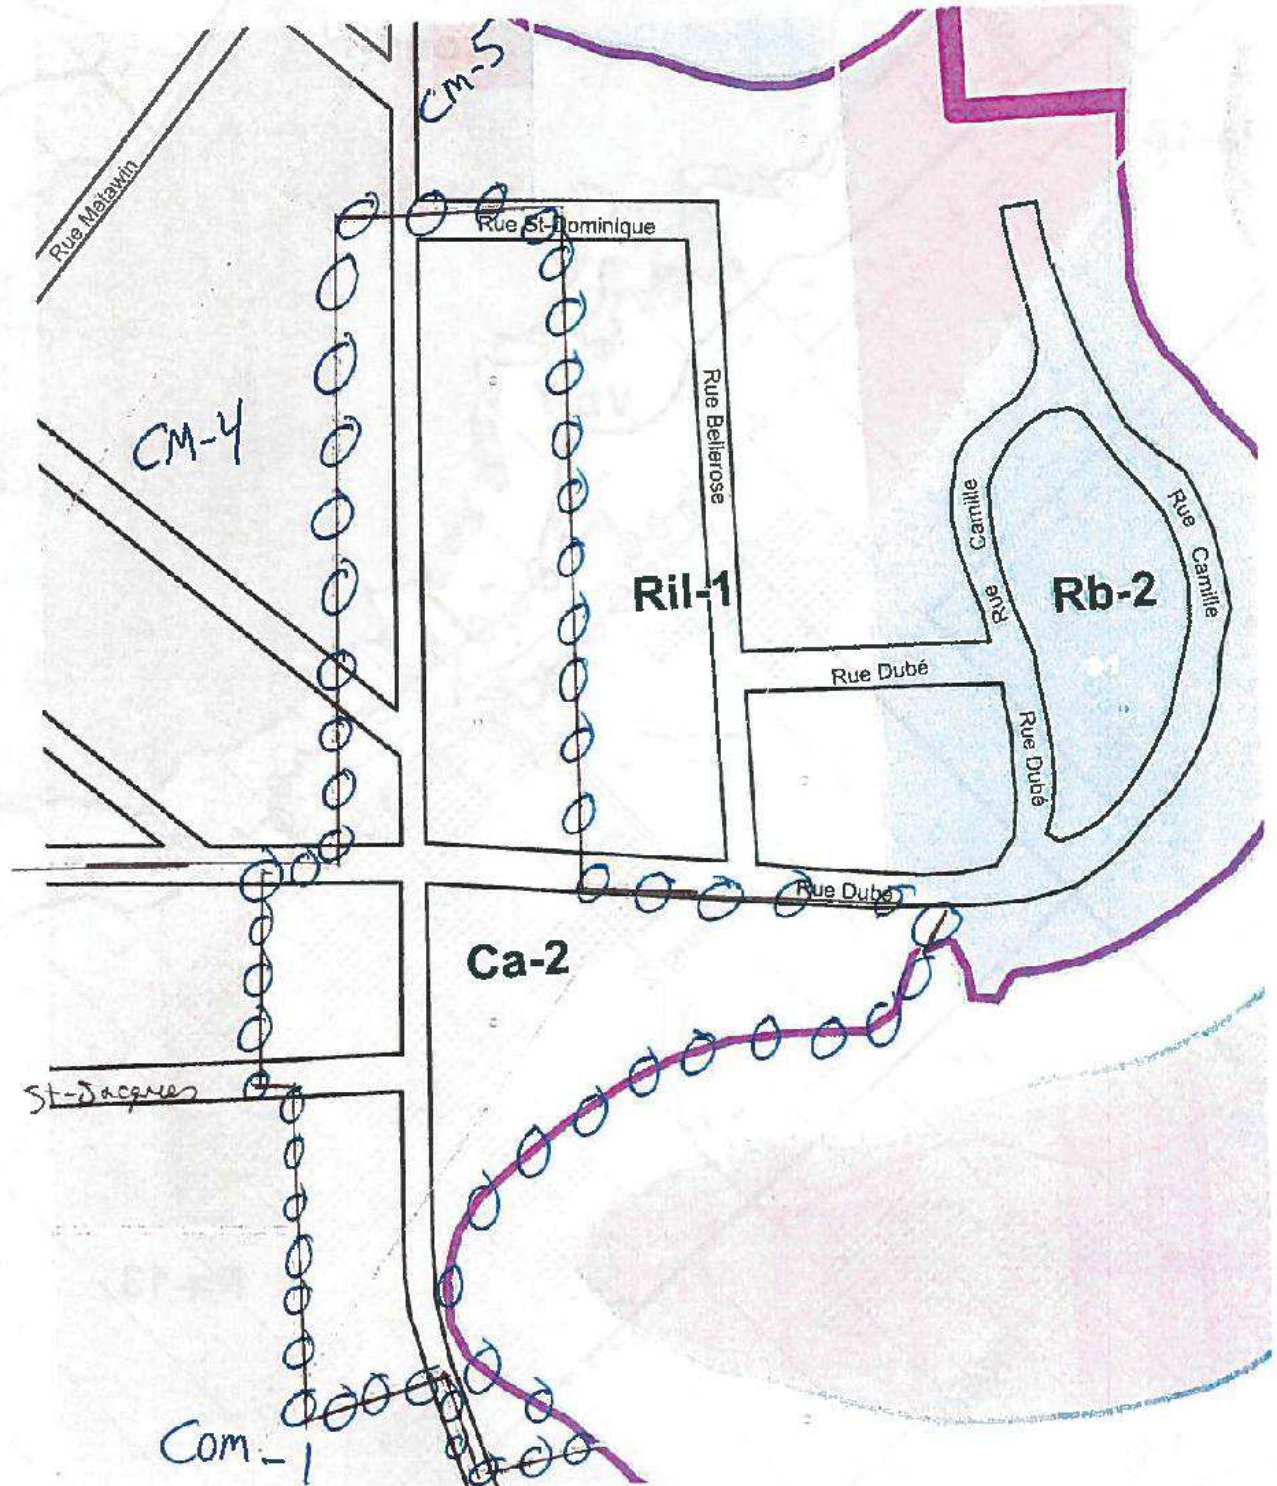 CM-5
Rue Matawin
Rue St-Dominique
CM-4
Rue Bellerose
Rue Camille
Rue Camille
Ril-1
Rb-2
Rue Dubé
Rue Dubé
Rue Dubé
Ca-2
St-Jacques
Com-1